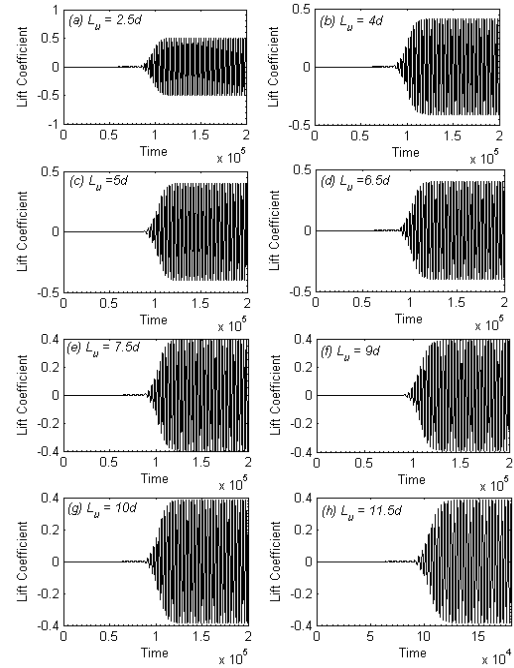 (a) L_u = 2.5d
1
0.5
0
-0.5
-1
Lift Coefficient
0 0.5 1 1.5 2
Time
x 10^5
(b) L_u = 4d
0.5
0
-0.5
Lift Coefficient
0 0.5 1 1.5 2
Time
x 10^5
(c) L_u =5d
0.5
0
-0.5
Lift Coefficient
0 0.5 1 1.5 2
Time
x 10^5
(d) L_u = 6.5d
0.5
0
-0.5
Lift Coefficient
0 0.5 1 1.5 2
Time
x 10^5
(e) L_u = 7.5d
0.4
0.2
0
-0.2
-0.4
Lift Coefficient
0 0.5 1 1.5 2
Time
x 10^5
(f) L_u = 9d
0.4
0.2
0
-0.2
-0.4
Lift Coefficient
0 0.5 1 1.5 2
Time
x 10^5
(g) L_u = 10d
0.4
0.2
0
-0.2
0.4
Lift Coefficient
0 0.5 1 1.5 2
Time
x 10^5
(h) L_u = 11.5d
0.4
0.2
0
-0.2
-0.4
Lift Coefficient
0 5 10 15
Time
x 10^4